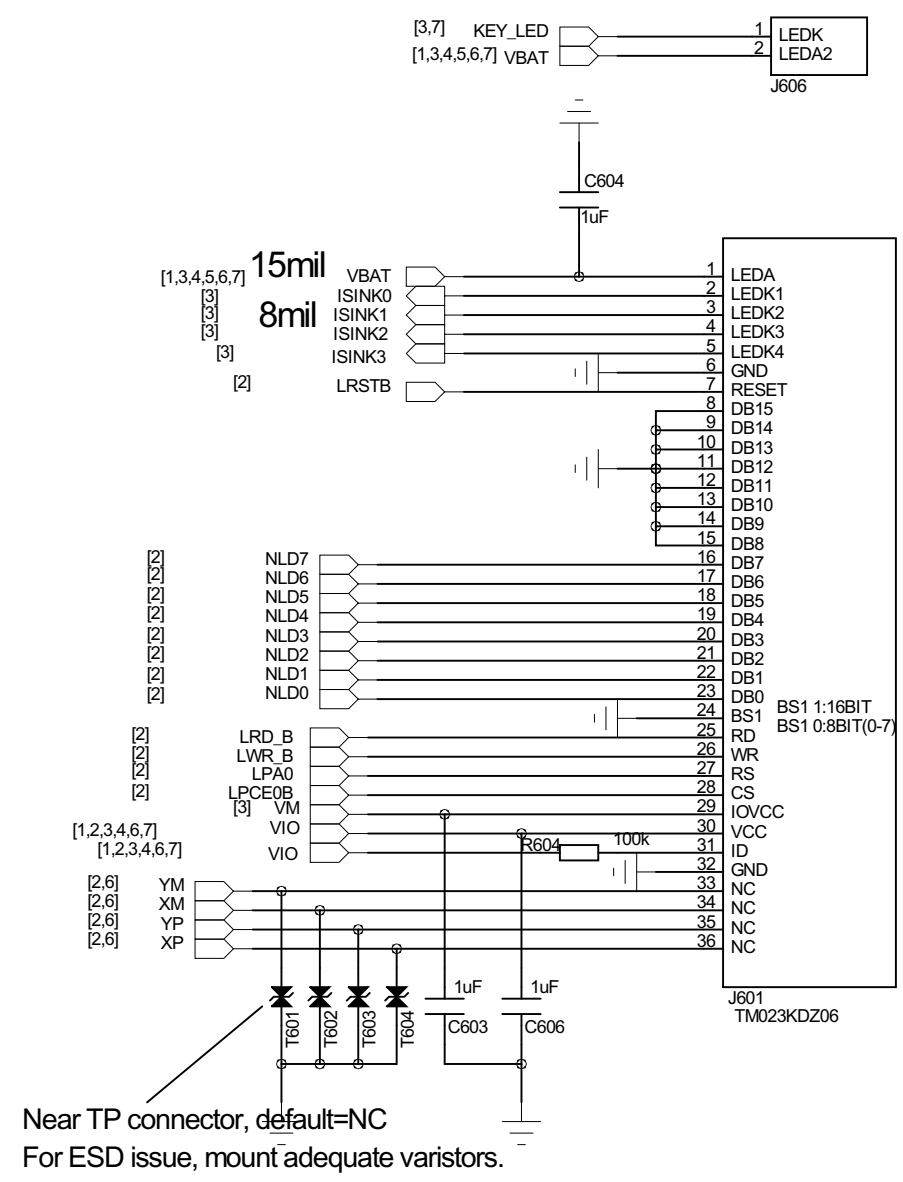 [3,7] KEY_LED 1 LEDK
[1,3,4,5,6,7] VBAT 2 LEDA2
J606
C604
1uF
[1,3,4,5,6,7] 15mil VBAT 1 LEDA
[3] ISINK0 2 LEDK1
[3] 8mil ISINK1 3 LEDK2
[3] ISINK2 4 LEDK3
[3] ISINK3 5 LEDK4
6 GND
[2] LRSTB 7 RESET
8 DB15
9 DB14
10 DB13
11 DB12
12 DB11
13 DB10
14 DB9
15 DB8
[2] NLD7 16 DB7
[2] NLD6 17 DB6
[2] NLD5 18 DB5
[2] NLD4 19 DB4
[2] NLD3 20 DB3
[2] NLD2 21 DB2
[2] NLD1 22 DB1
[2] NLD0 23 DB0
24 BS1 BS1 1:16BIT
BS1 0:8BIT(0-7)
[2] LRD_B 25 RD
[2] LWR_B 26 WR
[2] LPA0 27 RS
[2] LPCE0B 28 CS
[3] VM 29 IOVCC
[1,2,3,4,6,7] VIO 30 VCC
[1,2,3,4,6,7] VIO R604 100k 31 ID
32 GND
[2,6] YM 33 NC
[2,6] XM 34 NC
[2,6] YP 35 NC
[2,6] XP 36 NC
J601
TM023KDZ06
T601 T602 T603 T604 1uF C603 1uF C606
Near TP connector, default=NC
For ESD issue, mount adequate varistors.